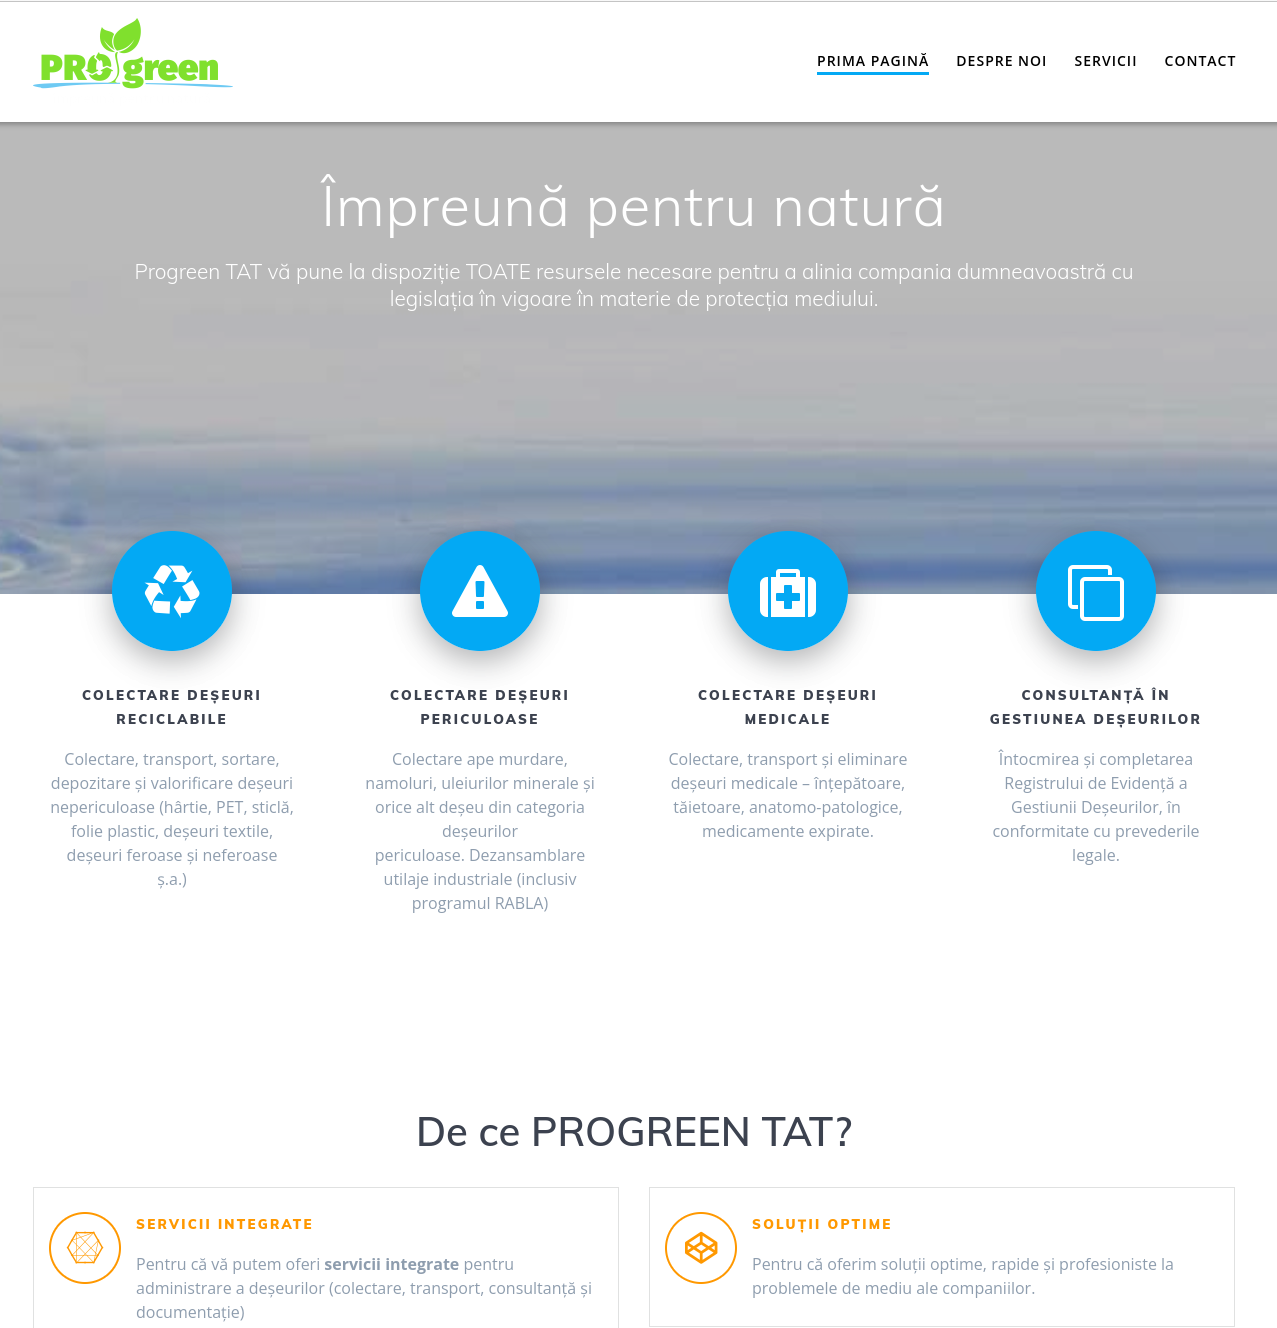 PRO green
PRIMA PAGINĂ DESPRE NOI SERVICII CONTACT
Împreună pentru natură
Progreen TAT vă pune la dispoziție TOATE resursele necesare pentru a alinia compania dumneavoastră cu
legislația în vigoare în materie de protecția mediului.
COLECTARE DEȘEURI
RECICLABILE
Colectare, transport, sortare,
depozitare și valorificare deșeuri
nepericuloase (hârtie, PET, sticlă,
folie plastic, deșeuri textile,
deșeuri feroase și neferoase
ș.a.)
COLECTARE DEȘEURI
PERICULOASE
Colectare ape murdare,
namoluri, uleiurilor minerale și
orice alt deșeu din categoria
deșeurilor
periculoase. Dezansamblare
utilaje industriale (inclusiv
programul RABLA)
COLECTARE DEȘEURI
MEDICALE
Colectare, transport și eliminare
deșeuri medicale – înțepătoare,
tăietoare, anatomo-patologice,
medicamente expirate.
CONSULTANȚĂ ÎN
GESTIUNEA DEȘEURILOR
Întocmirea și completarea
Registrului de Evidență a
Gestiunii Deșeurilor, în
conformitate cu prevederile
legale.
De ce PROGREEN TAT?
SERVICII INTEGRATE
Pentru că vă putem oferi servicii integrate pentru
administrare a deșeurilor (colectare, transport, consultanță și
documentație)
SOLUȚII OPTIME
Pentru că oferim soluții optime, rapide și profesioniste la
problemele de mediu ale companiilor.